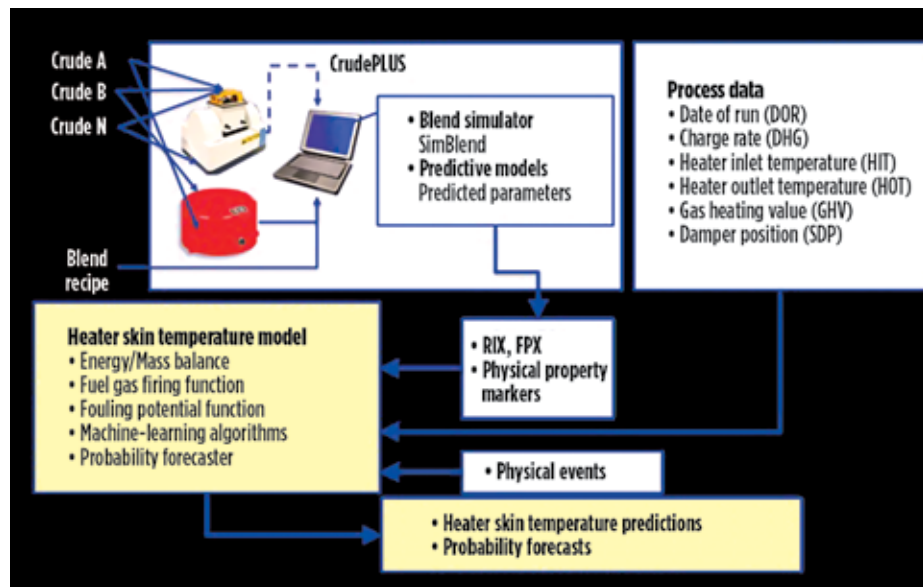 Crude A
Crude B
Crude N
Blend
recipe
CrudePLUS
• Blend simulator
SimBlend
• Predictive models
Predicted parameters
Process data
• Date of run (DOR)
• Charge rate (DHG)
• Heater inlet temperature (HIT)
• Heater outlet temperature (HOT)
• Gas heating value (GHV)
• Damper position (SDP)
Heater skin temperature model
• Energy/Mass balance
• Fuel gas firing function
• Fouling potential function
• Machine-learning algorithms
• Probability forecaster
• RIX, FPX
• Physical property
markers
• Physical events
• Heater skin temperature predictions
• Probability forecasts